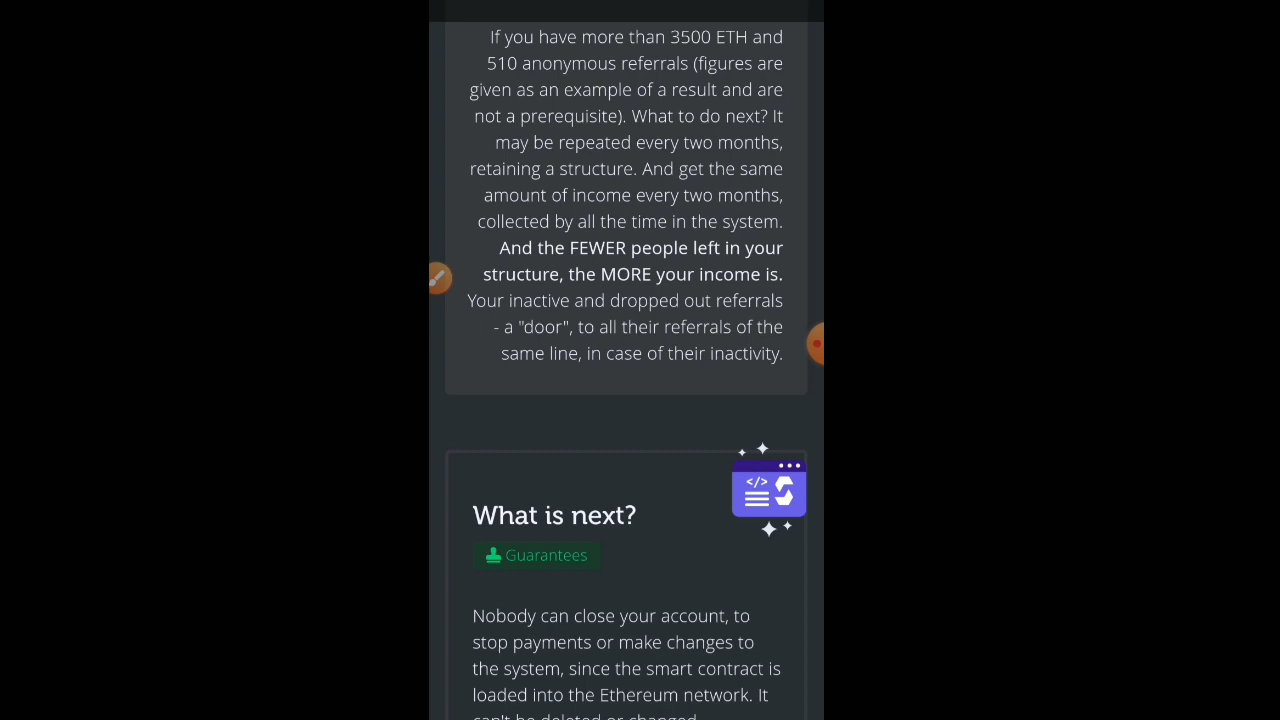 If you have more than 3500 ETH and
510 anonymous referrals (figures are
given as an example of a result and are
not a prerequisite). What to do next? It
may be repeated every two months,
retaining a structure. And get the same
amount of income every two months,
collected by all the time in the system.
And the FEWER people left in your
structure, the MORE your income is.
Your inactive and dropped out referrals
- a "door", to all their referrals of the
same line, in case of their inactivity.
What is next?
Guarantees
Nobody can close your account, to
stop payments or make changes to
the system, since the smart contract is
loaded into the Ethereum network. It
can't be deleted or changed